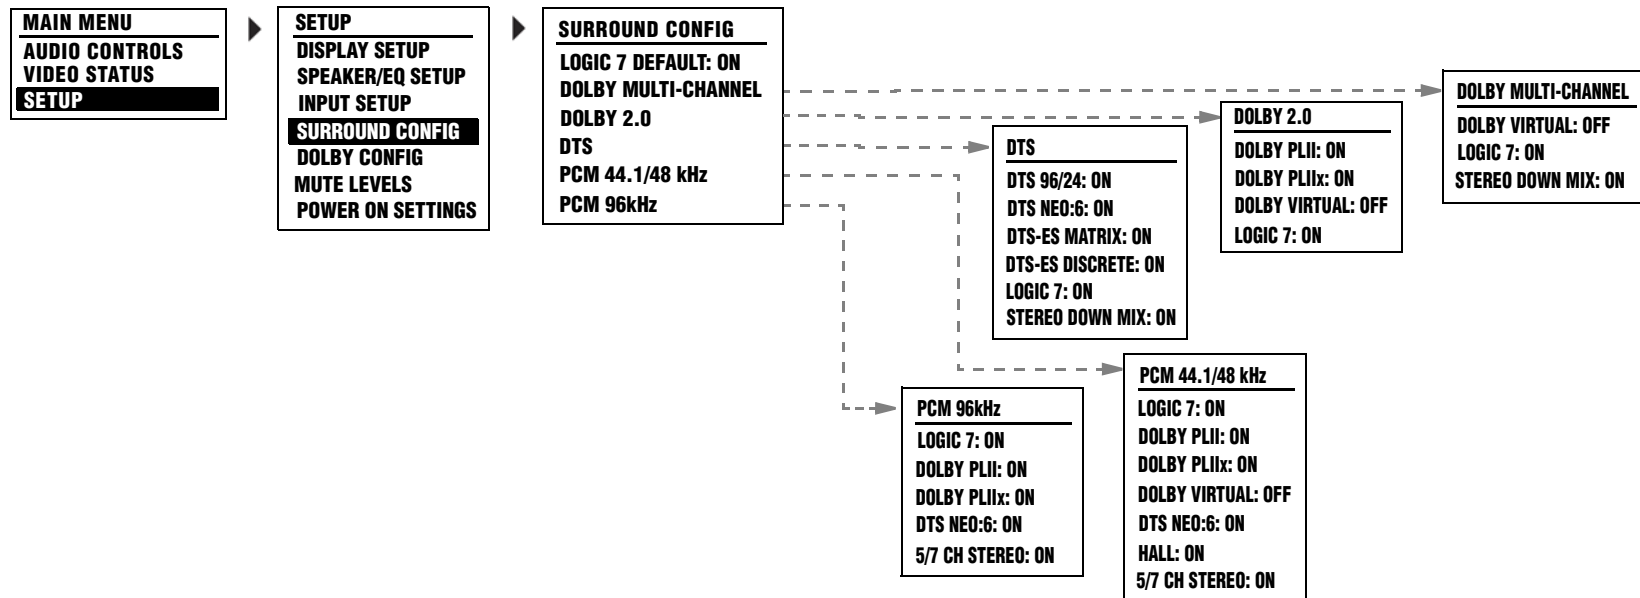 MAIN MENU
AUDIO CONTROLS
VIDEO STATUS
SETUP
SETUP
DISPLAY SETUP
SPEAKER/EQ SETUP
INPUT SETUP
SURROUND CONFIG
DOLBY CONFIG
MUTE LEVELS
POWER ON SETTINGS
SURROUND CONFIG
LOGIC 7 DEFAULT: ON
DOLBY MULTI-CHANNEL
DOLBY 2.0
DTS
PCM 44.1/48 kHz
PCM 96kHz
DOLBY MULTI-CHANNEL
DOLBY VIRTUAL: OFF
LOGIC 7: ON
STEREO DOWN MIX: ON
DOLBY 2.0
DOLBY PLII: ON
DOLBY PLIIx: ON
DOLBY VIRTUAL: OFF
LOGIC 7: ON
DTS
DTS 96/24: ON
DTS NEO:6: ON
DTS-ES MATRIX: ON
DTS-ES DISCRETE: ON
LOGIC 7: ON
STEREO DOWN MIX: ON
PCM 44.1/48 kHz
LOGIC 7: ON
DOLBY PLII: ON
DOLBY PLIIx: ON
DOLBY VIRTUAL: OFF
DTS NEO:6: ON
HALL: ON
5/7 CH STEREO: ON
PCM 96kHz
LOGIC 7: ON
DOLBY PLII: ON
DOLBY PLIIx: ON
DTS NEO:6: ON
5/7 CH STEREO: ON